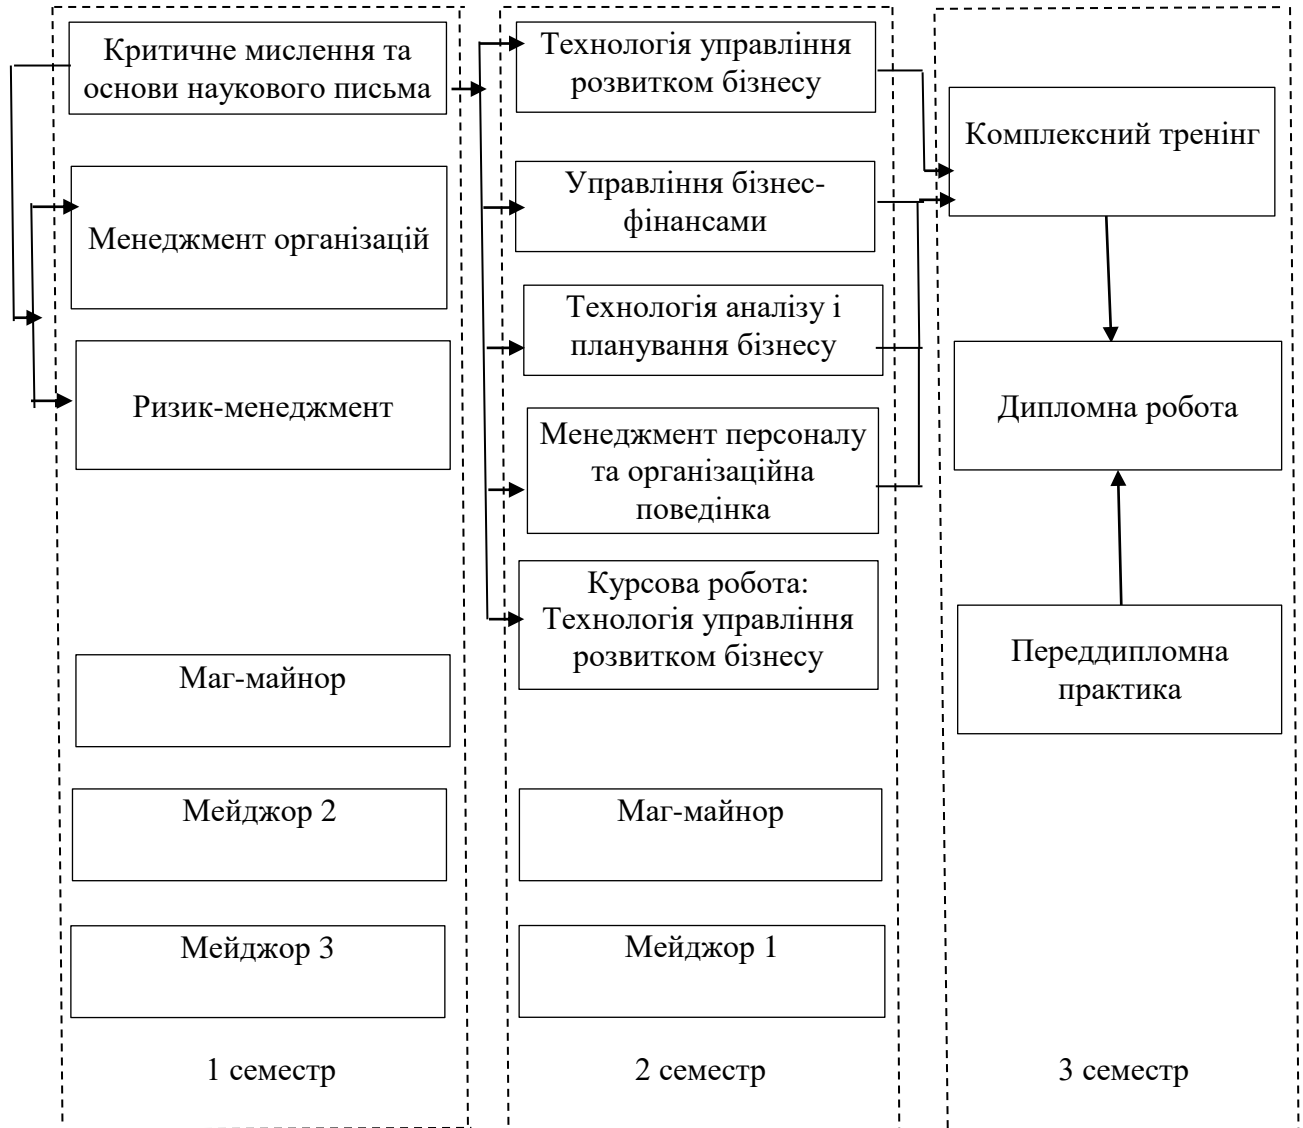 Критичне мислення та
основи наукового письма
Менеджмент організацій
Ризик-менеджмент
Маг-майнор
Мейджор 2
Мейджор 3
1 семестр
Технологія управління
розвитком бізнесу
Управління бізнес-
фінансами
Технологія аналізу і
планування бізнесу
Менеджмент персоналу
та організаційна
поведінка
Курсова робота:
Технологія управління
розвитком бізнесу
Маг-майнор
Мейджор 1
2 семестр
Комплексний тренінг
Дипломна робота
Переддипломна
практика
3 семестр